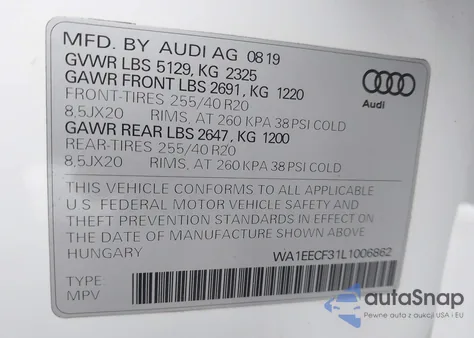 MFD. BY AUDI AG 08 19
GVWR LBS 5129, KG 2325
GAWR FRONT LBS 2691, KG 1220
FRONT-TIRES 255/40 R20
8,5JX20 RIMS, AT 260 KPA 38 PSI COLD
GAWR REAR LBS 2647, KG 1200
REAR-TIRES 255/40 R20
8,5JX20 RIMS, AT 260 KPA 38 PSI COLD
Audi
THIS VEHICLE CONFORMS TO ALL APPLICABLE
U.S. FEDERAL MOTOR VEHICLE SAFETY AND
THEFT PREVENTION STANDARDS IN EFFECT ON
THE DATE OF MANUFACTURE SHOWN ABOVE.
HUNGARY
WA1EECF31L1006862
TYPE:
MPV
autoSnap
Pewne auto z aukcji USA i EU